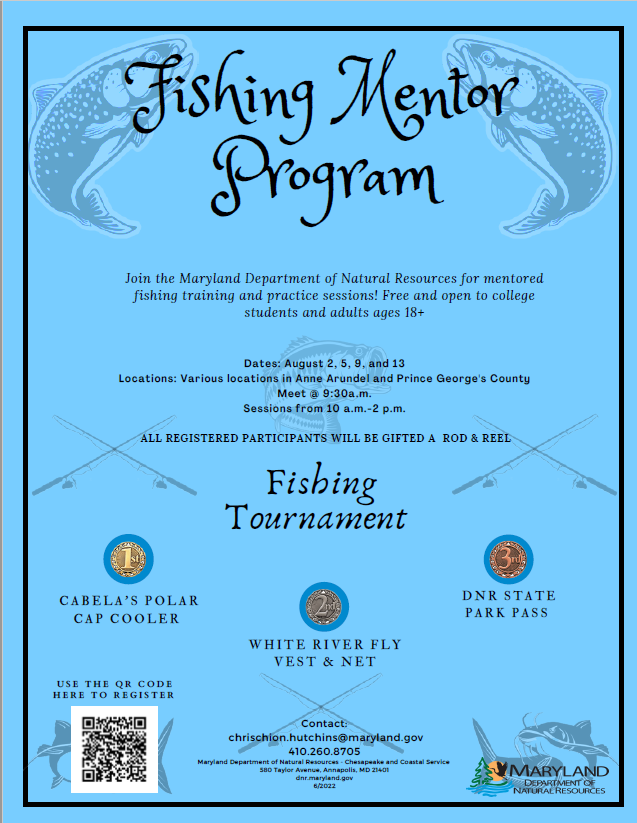 Fishing Mentor
Program
Join the Maryland Department of Natural Resources for mentored
fishing training and practice sessions! Free and open to college
students and adults ages 18+
Dates: August 2, 5, 9, and 13
Locations: Various locations in Anne Arundel and Prince George's County
Meet @ 9:30a.m.
Sessions from 10 a.m.-2 p.m.
ALL REGISTERED PARTICIPANTS WILL BE GIFTED A ROD & REEL
Fishing
Tournament
1st
CABELA'S POLAR
CAP COOLER
2nd
WHITE RIVER FLY
VEST & NET
3rd
DNR STATE
PARK PASS
USE THE QR CODE
HERE TO REGISTER
Contact:
chrischion.hutchins@maryland.gov
410.260.8705
Maryland Department of Natural Resources - Chesapeake and Coastal Service
580 Taylor Avenue, Annapolis, MD 21401
dnr.maryland.gov
6/2022
MARYLAND
DEPARTMENT OF
NATURAL RESOURCES